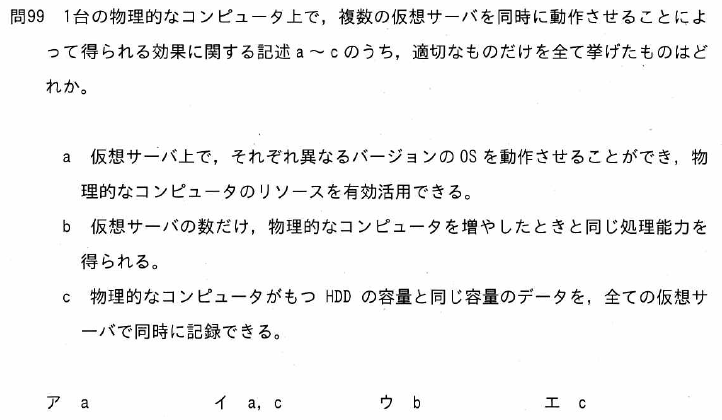 問99 1台の物理的なコンピュータ上で，複数の仮想サーバを同時に動作させることによ
って得られる効果に関する記述 a ～ c のうち，適切なものだけを全て挙げたものはど
れか。
a 仮想サーバ上で，それぞれ異なるバージョンの OS を動作させることができ，物
理的なコンピュータのリソースを有効活用できる。
b 仮想サーバの数だけ，物理的なコンピュータを増やしたときと同じ処理能力を
得られる。
c 物理的なコンピュータがもつ HDD の容量と同じ容量のデータを，全ての仮想サ
ーバで同時に記録できる。
ア a イ a, c ウ b エ c